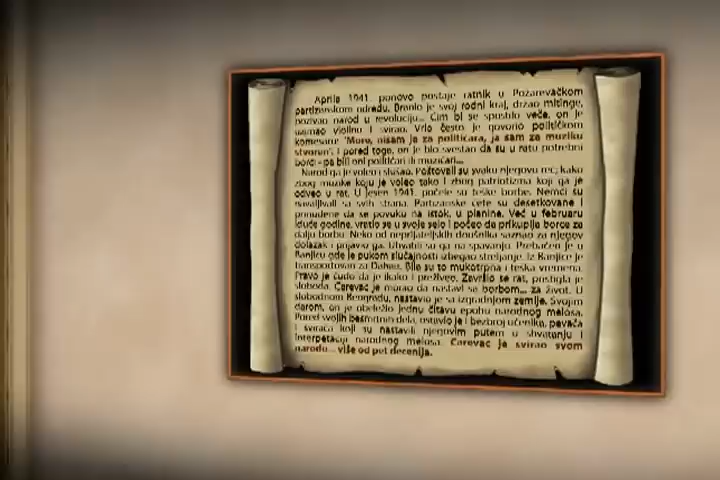 Aprila 1941. ponovo postaje ratnik u Požarevačkom
partizanskom odredu. Branio je svoj rodni kraj, držao mitinge,
pozivao narod u revoluciju... Čim bi se spustilo veče, on je
uzimao violinu i svirao. Vrlo često je govorio političkom
komesaru: 'More, nisam ja za političara, ja sam za muziku
stvoren'. I pored toga, on je bio svestan da su u ratu potrebni
borci - pa bili oni političari ili muzičari...
Narod ga je voleo i slušao. Poštovali su svaku njegovu reč, kako
zbog muzike koju je voleo tako i zbog patriotizma koji ga je
odveo u rat. U jesen 1941. počele su teške borbe. Nemci su
navaljivali sa svih strana. Partizanske čete su desetkovane i
ponuđene da se povuku na istok, u planine. Već u februaru
iduće godine, vratio se u svoje selo i počeo da prikuplja borce za
dalju borbu. Neko od neprijateljskih doušnika saznao za njegov
dolazak i prijavio ga. Uhvatili su ga na spavanju. Prebačen je u
Banjicu gde je pukom slučajnosti izbegao streljanje. Iz Banjice je
transportovan za Dahau. Bila su to mukotrpna i teška vremena.
Pravo je čudo da je ikako i preživeo. Završio se rat, postigla je
sloboda. Carevac je morao da nastavi sa borbom... za život. U
slobodnom Beogradu, nastavio je sa izgradnjom zemlje. Svojim
darom, on je obeležio jednu čitavu epohu narodnog melosa.
Pored svojih besmrtnih dela, ostavio je i bezbroj učenika, pevača
i svirača koji su nastavili njegovim putem u shvatanju i
interpretaciji narodnog melosa. Carevac je svirao svom
narodu... više od pet decenija.